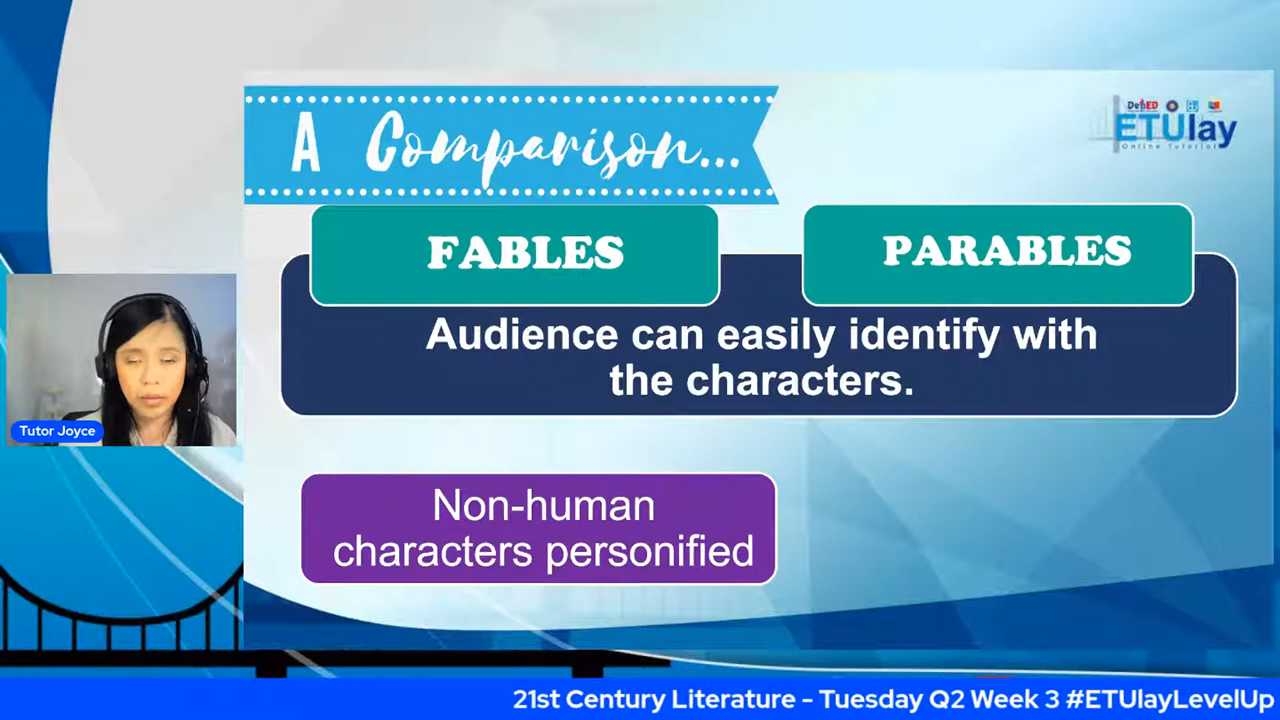 A Comparison...
DepED
ETUlay
Online Tutorial
FABLES
PARABLES
Audience can easily identify with
the characters.
Tutor Joyce
Non-human
characters personified
21st Century Literature - Tuesday Q2 Week 3 #ETUlayLevelUp